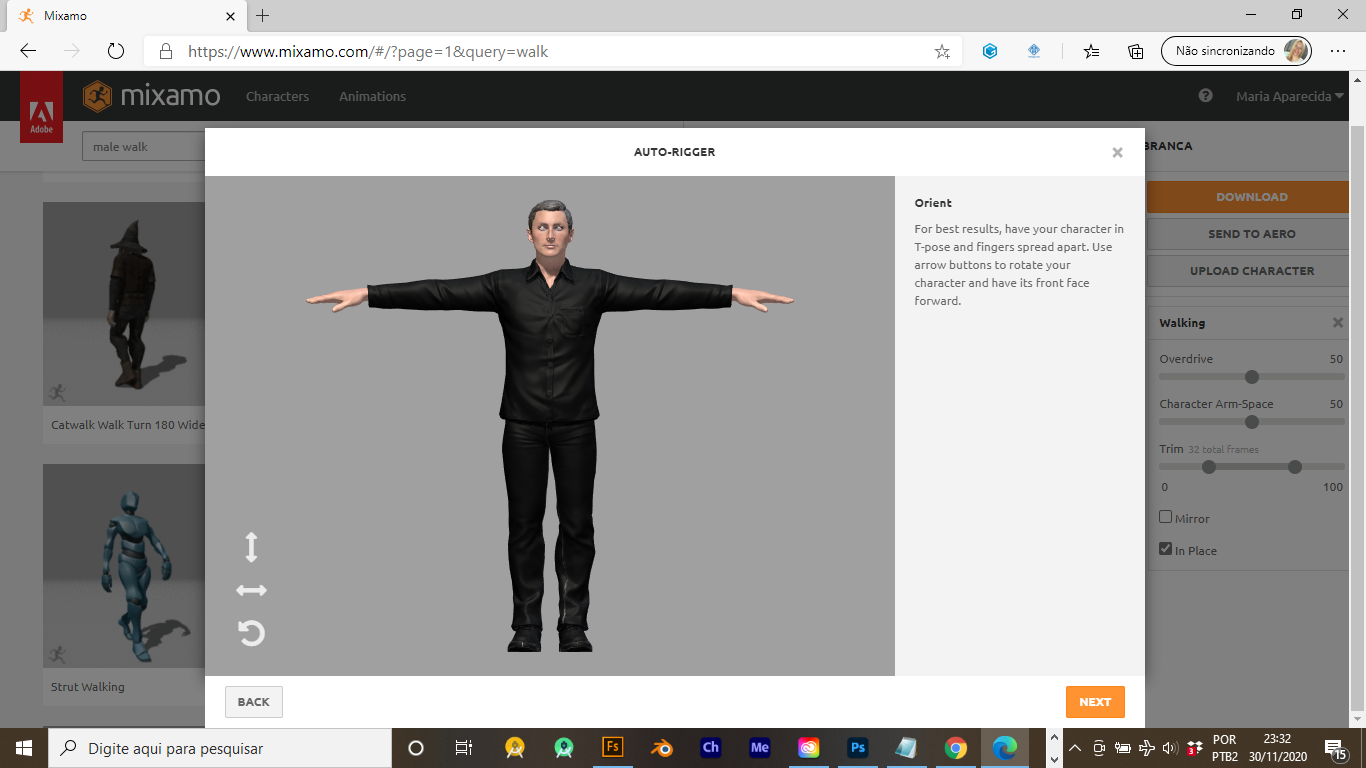 Mixamo
https://www.mixamo.com/#/?page=1&query=walk
Não sincronizando
Adobe
mixamo
Characters
Animations
Maria Aparecida
male walk
AUTO-RIGGER
BRANCA
Orient
For best results, have your character in
T-pose and fingers spread apart. Use
arrow buttons to rotate your
character and have its front face
forward.
DOWNLOAD
SEND TO AERO
UPLOAD CHARACTER
Walking
Overdrive 50
Character Arm-Space 50
Trim 32 total frames
0 100
Mirror
In Place
Catwalk Walk Turn 180 Wide
Strut Walking
BACK
NEXT
Digite aqui para pesquisar
Fs
Ch
Me
Ps
3
POR
PTB2
23:32
30/11/2020
15